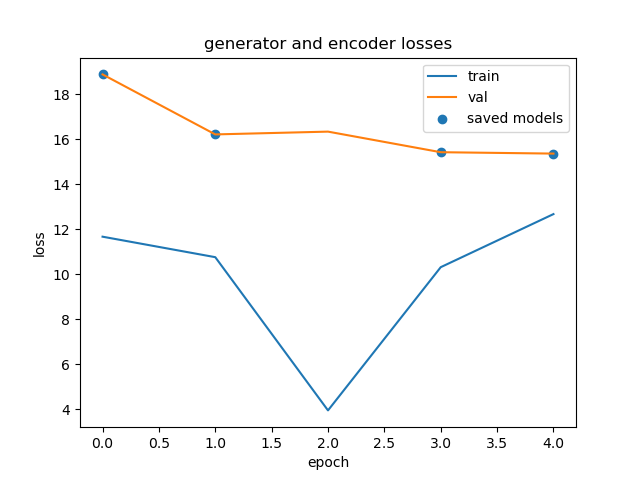 generator and encoder losses
train
val
saved models
18
16
14
12
10
8
6
4
loss
0.0 0.5 1.0 1.5 2.0 2.5 3.0 3.5 4.0
epoch